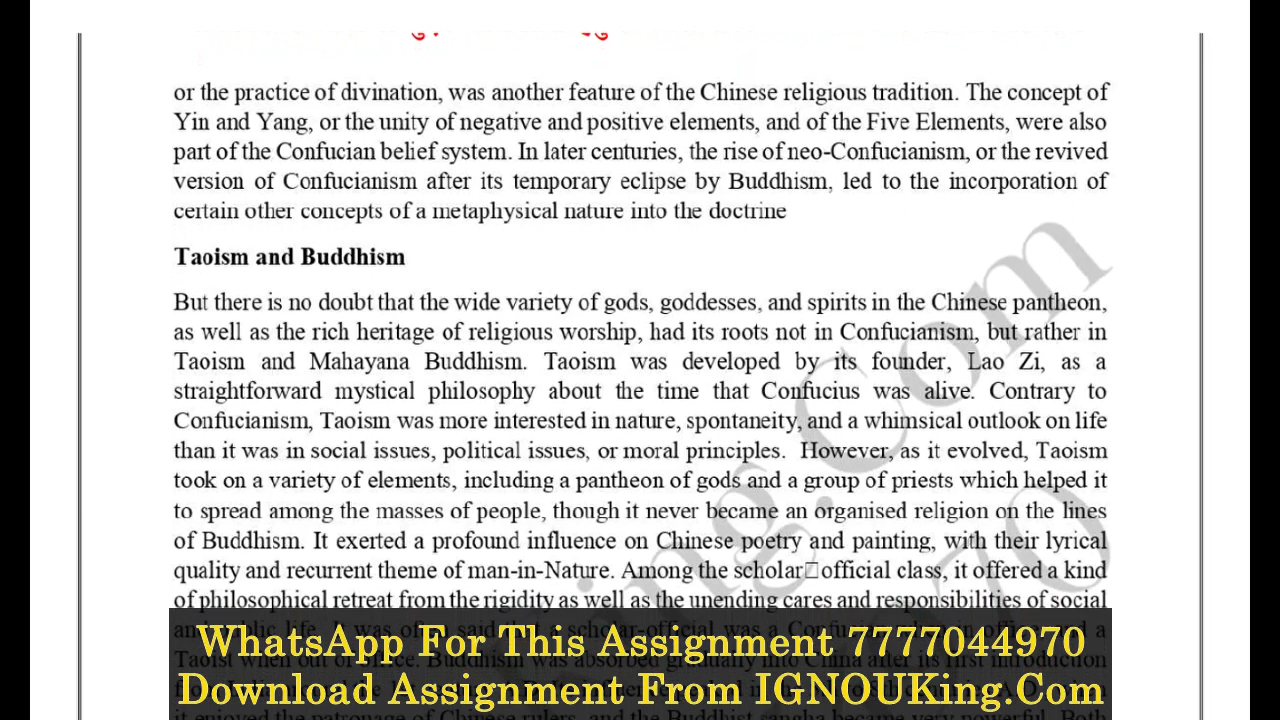 or the practice of divination, was another feature of the Chinese religious tradition. The concept of
Yin and Yang, or the unity of negative and positive elements, and of the Five Elements, were also
part of the Confucian belief system. In later centuries, the rise of neo-Confucianism, or the revived
version of Confucianism after its temporary eclipse by Buddhism, led to the incorporation of
certain other concepts of a metaphysical nature into the doctrine
Taoism and Buddhism
But there is no doubt that the wide variety of gods, goddesses, and spirits in the Chinese pantheon,
as well as the rich heritage of religious worship, had its roots not in Confucianism, but rather in
Taoism and Mahayana Buddhism. Taoism was developed by its founder, Lao Zi, as a
straightforward mystical philosophy about the time that Confucius was alive. Contrary to
Confucianism, Taoism was more interested in nature, spontaneity, and a whimsical outlook on life
than it was in social issues, political issues, or moral principles. However, as it evolved, Taoism
took on a variety of elements, including a pantheon of gods and a group of priests which helped it
to spread among the masses of people, though it never became an organised religion on the lines
of Buddhism. It exerted a profound influence on Chinese poetry and painting, with their lyrical
quality and recurrent theme of man-in-Nature. Among the scholar□official class, it offered a kind
of philosophical retreat from the rigidity as well as the unending cares and responsibilities of social
WhatsApp For This Assignment 7777044970
Download Assignment From IGNOUKing.Com
ing.Com
70